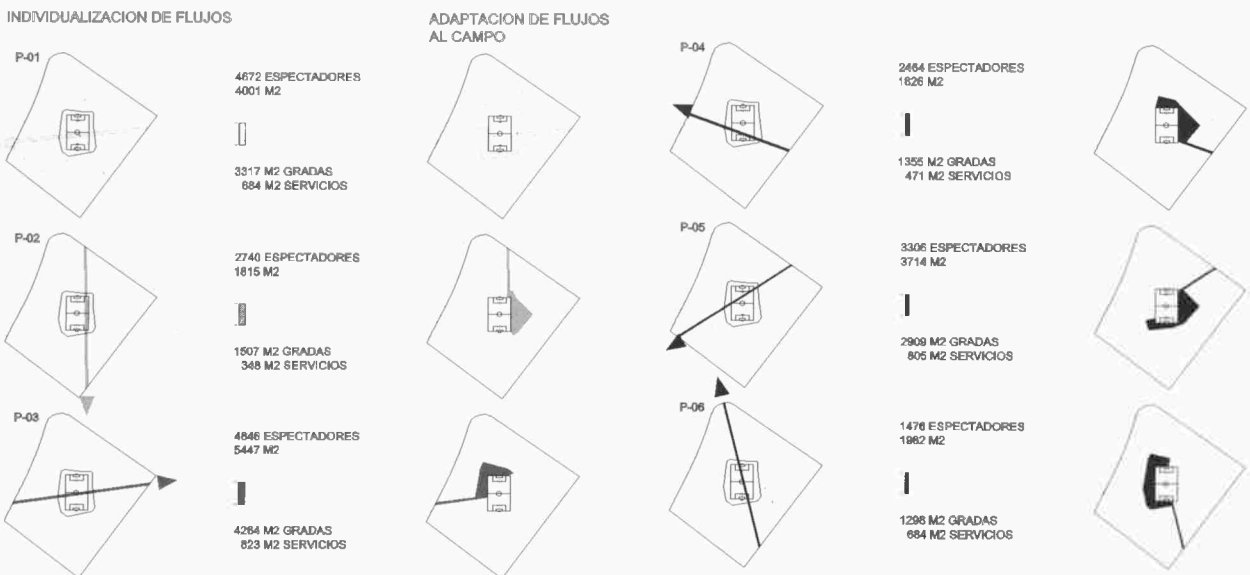 INDIVIDUALIZACION DE FLUJOS
P-01
4672 ESPECTADORES
4001 M2
3317 M2 GRADAS
684 M2 SERVICIOS
P-02
2740 ESPECTADORES
1815 M2
1507 M2 GRADAS
348 M2 SERVICIOS
P-03
4846 ESPECTADORES
5447 M2
4264 M2 GRADAS
823 M2 SERVICIOS
ADAPTACION DE FLUJOS
AL CAMPO
P-04
2464 ESPECTADORES
1826 M2
1355 M2 GRADAS
471 M2 SERVICIOS
P-05
3306 ESPECTADORES
3714 M2
2909 M2 GRADAS
805 M2 SERVICIOS
P-06
1476 ESPECTADORES
1982 M2
1298 M2 GRADAS
684 M2 SERVICIOS